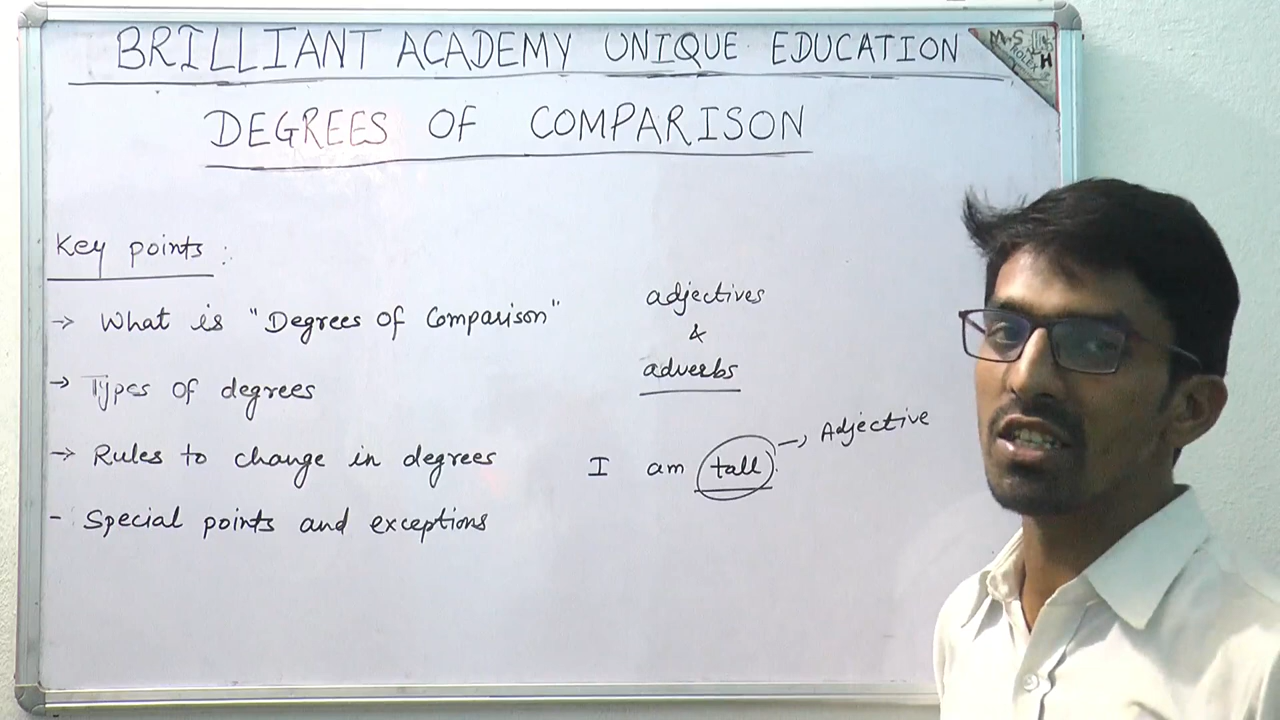 BRILLIANT ACADEMY UNIQUE EDUCATION
DEGREES OF COMPARISON
Key points :
→ What is "Degrees of Comparison"
→ Types of degrees
→ Rules to change in degrees
- Special points and exceptions
adjectives
&
adverbs
I am tall. → Adjective